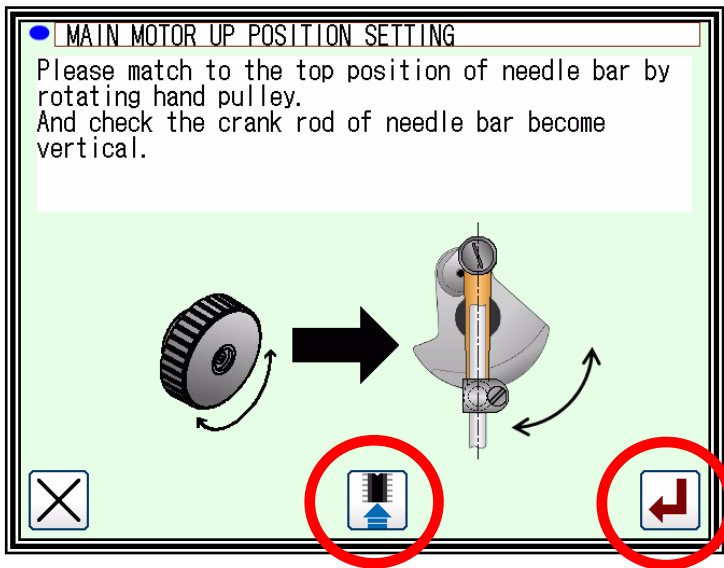 MAIN MOTOR UP POSITION SETTING
Please match to the top position of needle bar by
rotating hand pulley.
And check the crank rod of needle bar become
vertical.